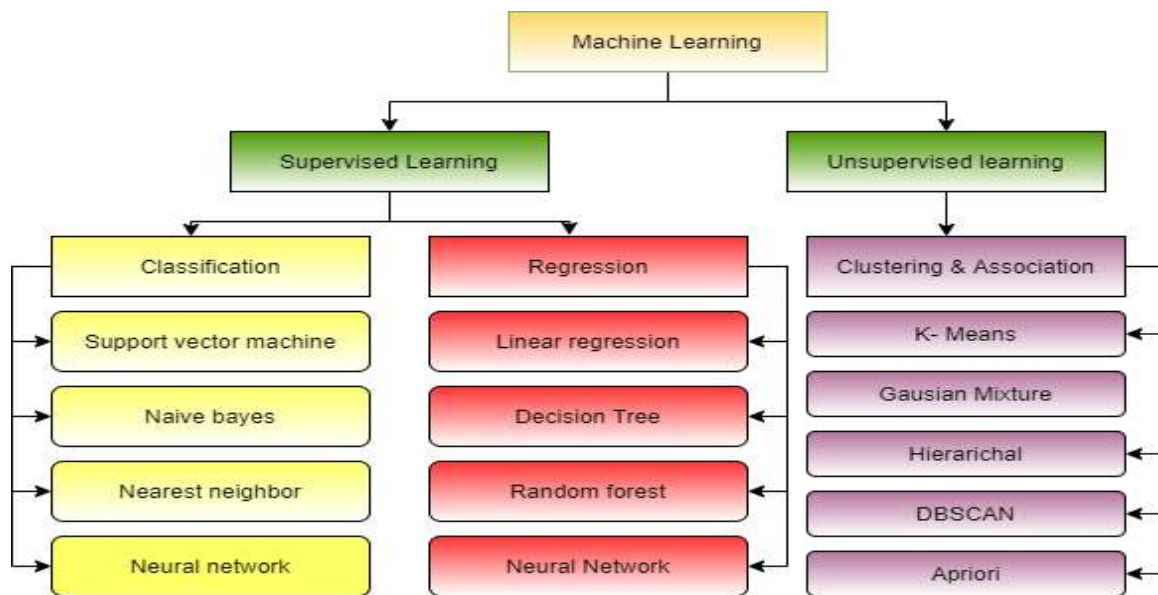 Machine Learning
Supervised Learning
Unsupervised learning
Classification
Regression
Clustering & Association
Support vector machine
Linear regression
K- Means
Naive bayes
Decision Tree
Gausian Mixture
Nearest neighbor
Random forest
Hierarichal
DBSCAN
Neural network
Neural Network
Apriori